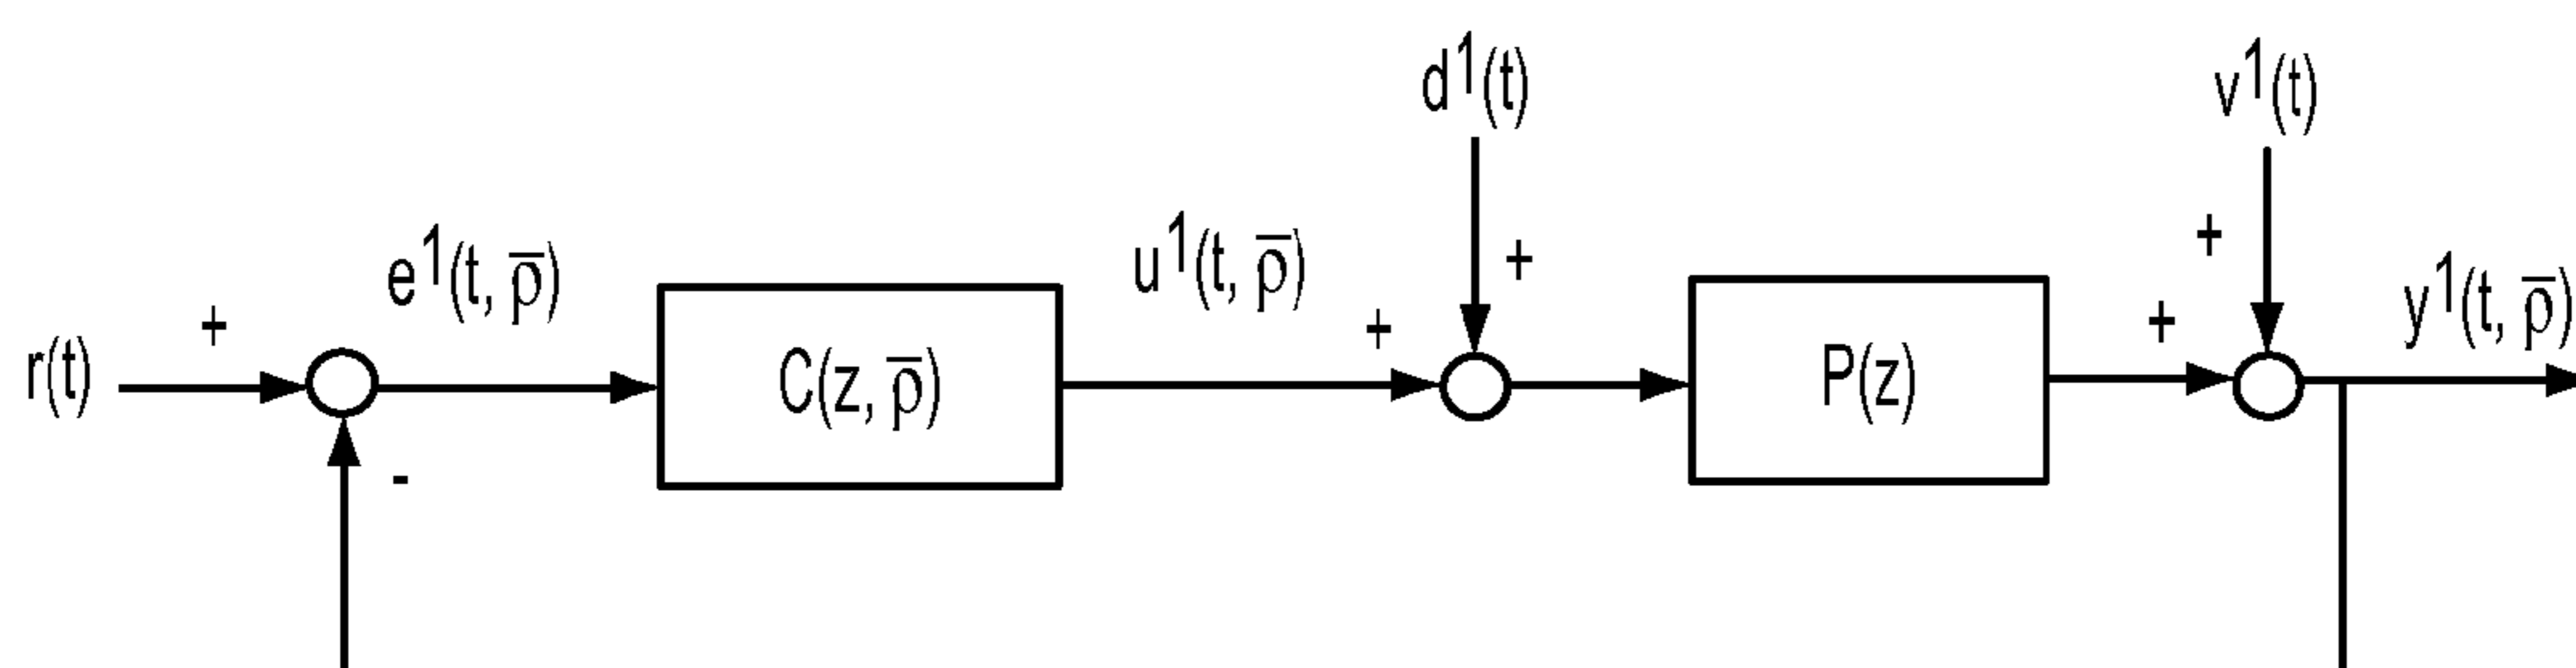 d¹(t)
v¹(t)
e¹(t, ρ̅)
u¹(t, ρ̅)
+
+
y¹(t, ρ̅)
+
+
+
r(t)
C(z, ρ̅)
P(z)
-